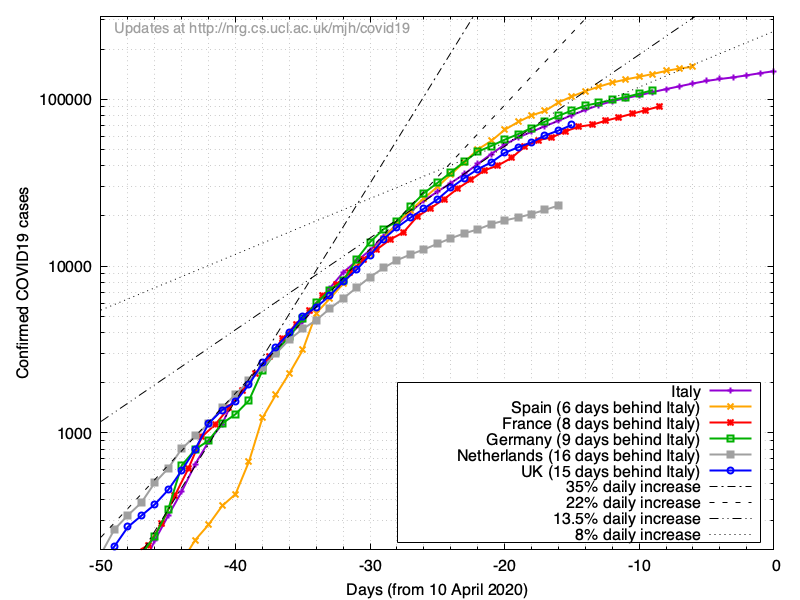 Updates at http://nrg.cs.ucl.ac.uk/mjh/covid19
100000
10000
1000
Confirmed COVID19 cases
Italy
Spain (6 days behind Italy)
France (8 days behind Italy)
Germany (9 days behind Italy)
Netherlands (16 days behind Italy)
UK (15 days behind Italy)
35% daily increase
22% daily increase
13.5% daily increase
8% daily increase
-50 -40 -30 -20 -10 0
Days (from 10 April 2020)